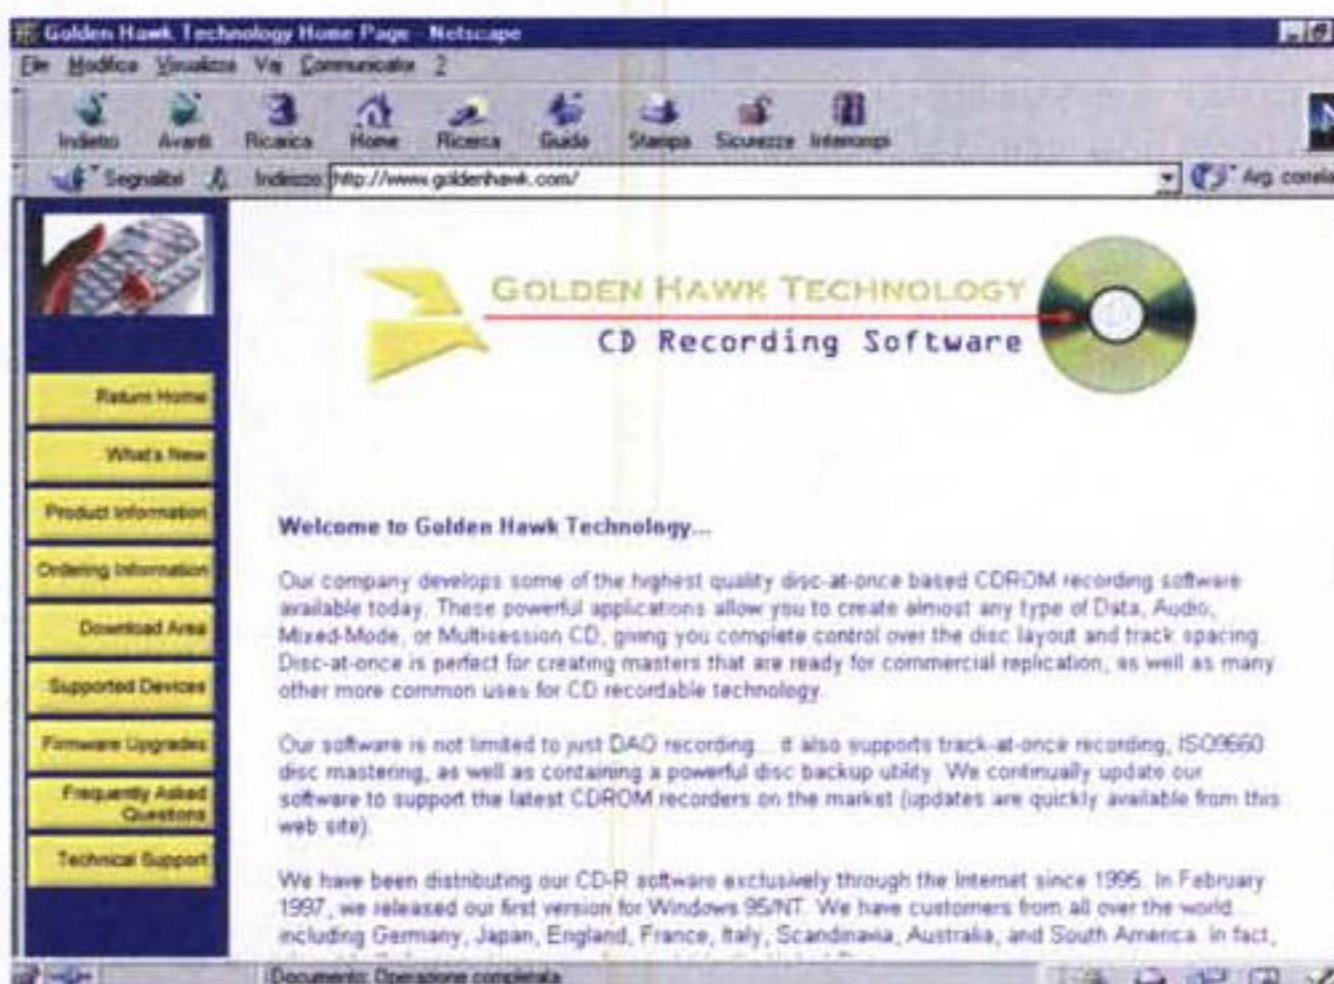 Golden Hawk Technology Home Page - Netscape
File Modifica Visualizza Vai Communicator ?
Indietro Avanti Ricarica Home Ricerca Guida Stampa Sicurezza Interrompi
Segnalibri Indirizzo http://www.goldenhawk.com/ Arg. correla
GOLDEN HAWK TECHNOLOGY
CD Recording Software
Return Home
What's New
Product Information
Ordering Information
Download Area
Supported Devices
Firmware Upgrades
Frequently Asked
Questions
Technical Support
Welcome to Golden Hawk Technology...
Our company develops some of the highest quality disc-at-once based CDROM recording software
available today. These powerful applications allow you to create almost any type of Data, Audio,
Mixed-Mode, or Multisession CD, giving you complete control over the disc layout and track spacing.
Disc-at-once is perfect for creating masters that are ready for commercial replication, as well as many
other more common uses for CD recordable technology.
Our software is not limited to just DAO recording... it also supports track-at-once recording, ISO9660
disc mastering, as well as containing a powerful disc backup utility. We continually update our
software to support the latest CDROM recorders on the market (updates are quickly available from this
web site).
We have been distributing our CD-R software exclusively through the Internet since 1995. In February
1997, we released our first version for Windows 95/NT. We have customers from all over the world
including Germany, Japan, England, France, Italy, Scandinavia, Australia, and South America. In fact,
Documento: Operazione completata